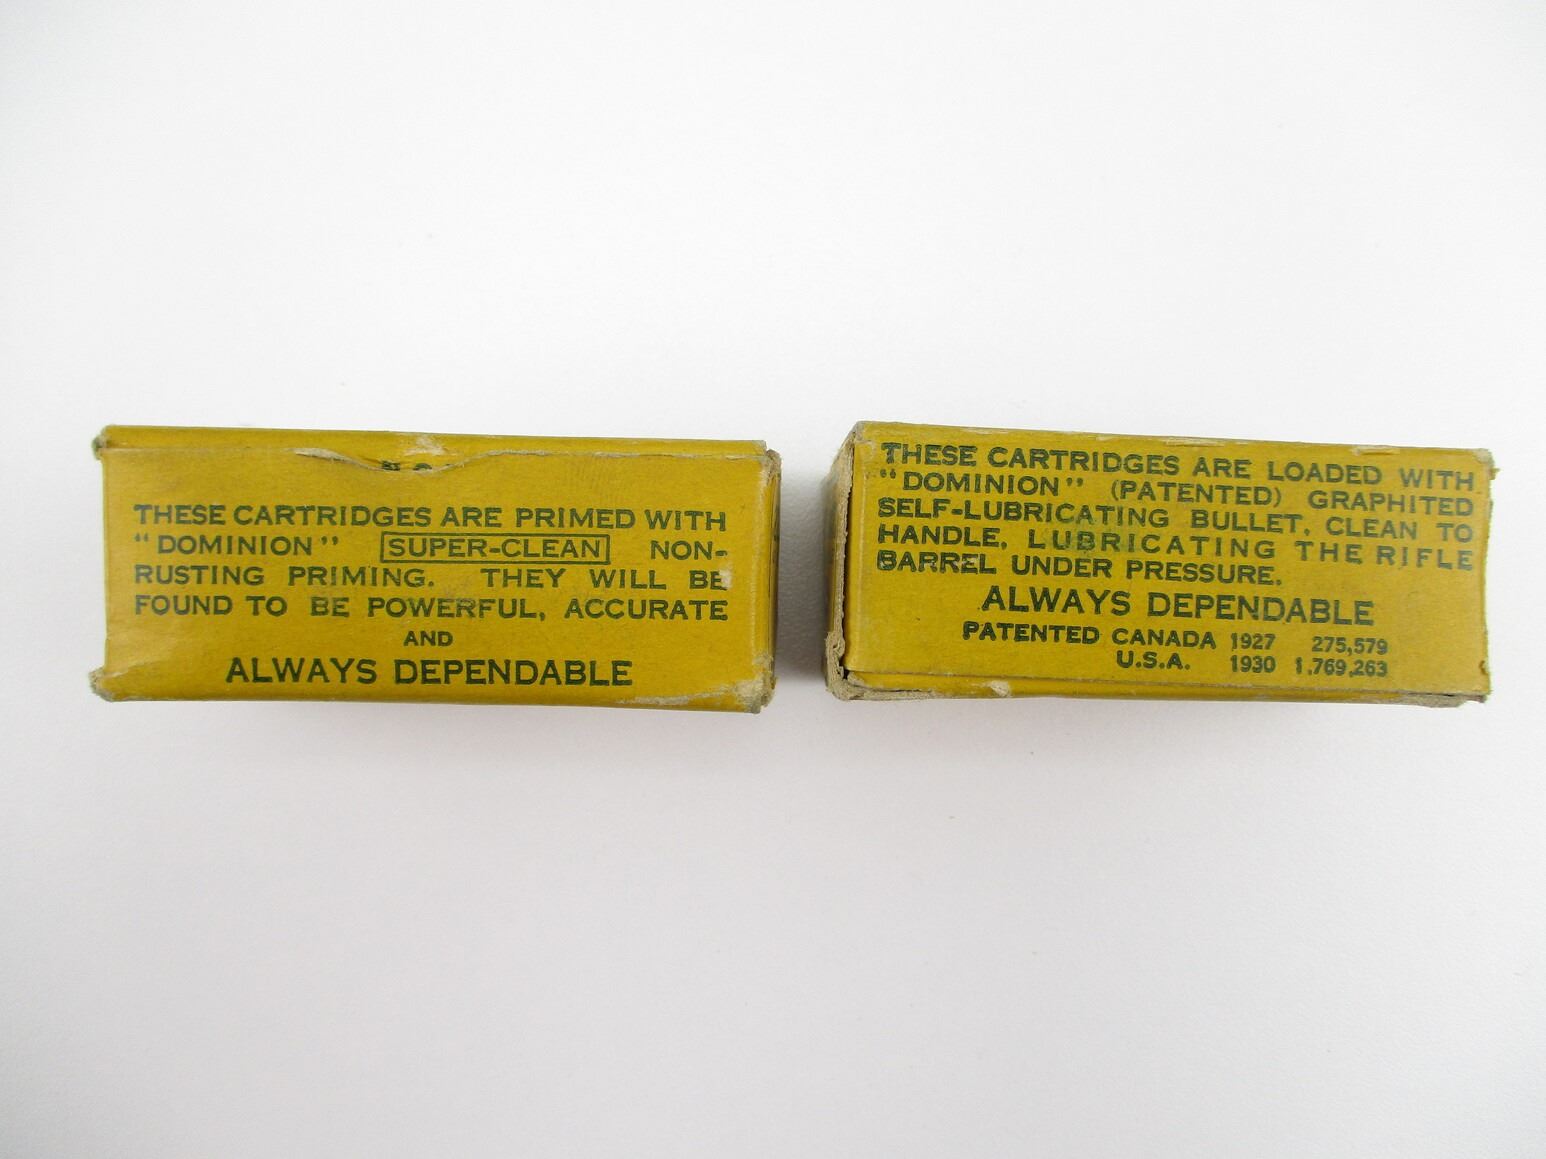 THESE CARTRIDGES ARE PRIMED WITH
"DOMINION" SUPER-CLEAN NON-
RUSTING PRIMING. THEY WILL BE
FOUND TO BE POWERFUL, ACCURATE
AND
ALWAYS DEPENDABLE
THESE CARTRIDGES ARE LOADED WITH
"DOMINION" (PATENTED) GRAPHITED
SELF-LUBRICATING BULLET, CLEAN TO
HANDLE, LUBRICATING THE RIFLE
BARREL UNDER PRESSURE.
ALWAYS DEPENDABLE
PATENTED CANADA 1927 275,579
U.S.A. 1930 1,769,263